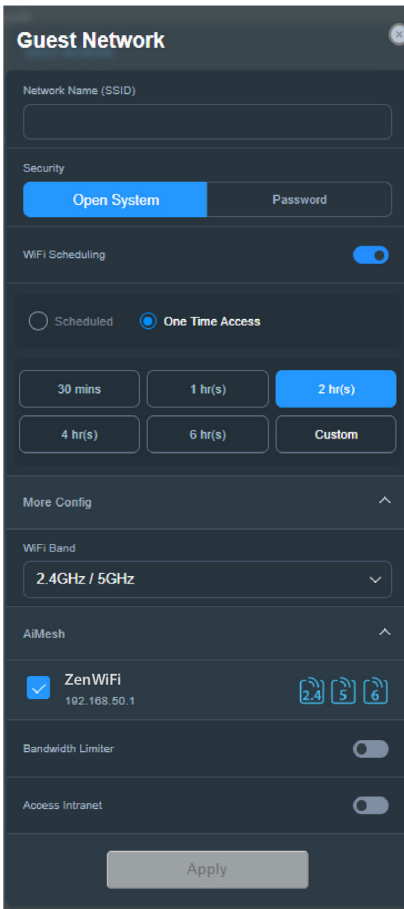 Guest Network
Network Name (SSID)
Security
Open System Password
WiFi Scheduling
Scheduled One Time Access
30 mins 1 hr(s) 2 hr(s)
4 hr(s) 6 hr(s) Custom
More Config
WiFi Band
2.4GHz / 5GHz
AiMesh
ZenWiFi
192.168.50.1
2.4 5 6
Bandwidth Limiter
Access Intranet
Apply